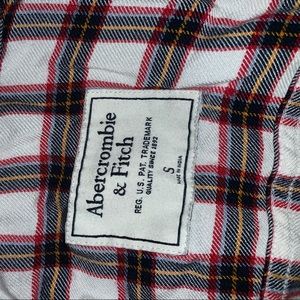 Abercrombie
& Fitch
REG. U.S. PAT. TRADEMARK
QUALITY SINCE 1892
S
MADE IN INDIA